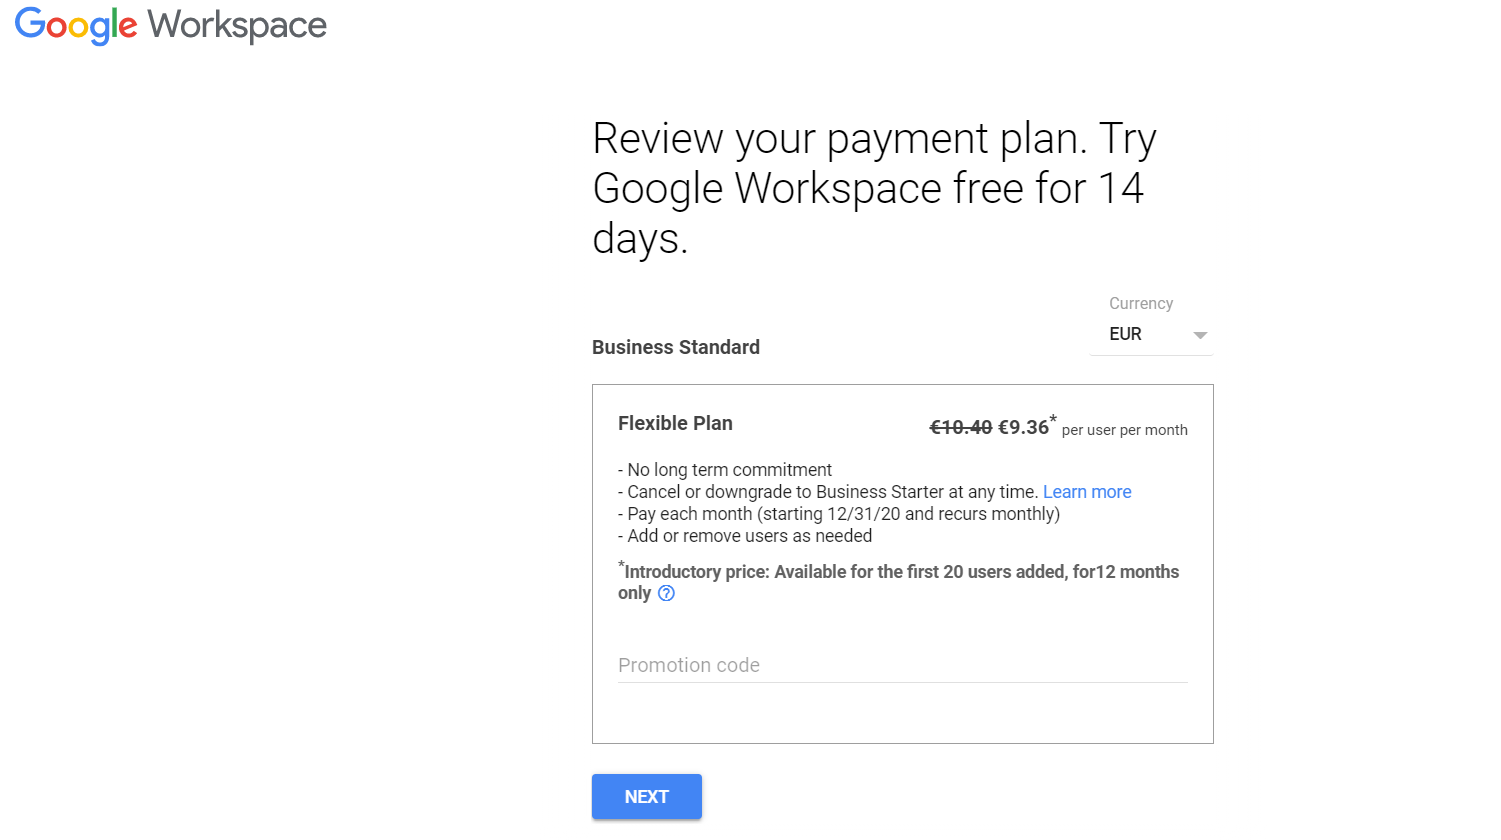 Google Workspace
Review your payment plan. Try
Google Workspace free for 14
days.
Currency
EUR
Business Standard
Flexible Plan
€10.40 €9.36* per user per month
- No long term commitment
- Cancel or downgrade to Business Starter at any time. Learn more
- Pay each month (starting 12/31/20 and recurs monthly)
- Add or remove users as needed
*Introductory price: Available for the first 20 users added, for12 months
only ?
Promotion code
NEXT